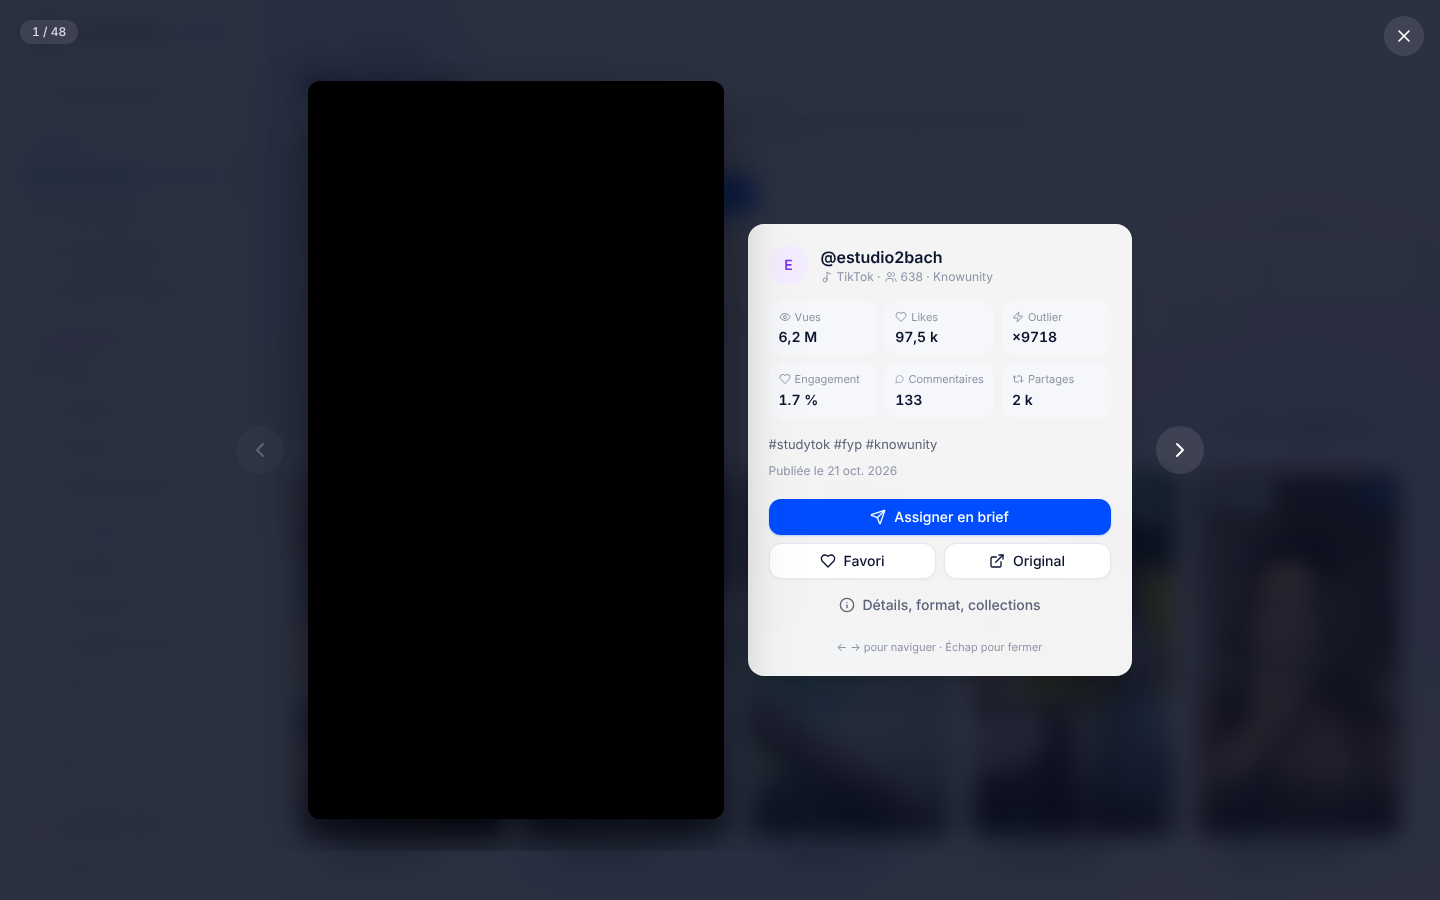 1 / 48
E
@estudio2bach
TikTok · 638 · Knowunity
Vues
6,2 M
Likes
97,5 k
Outlier
×9718
Engagement
1.7 %
Commentaires
133
Partages
2 k
#studytok #fyp #knowunity
Publiée le 21 oct. 2026
Assigner en brief
Favori
Original
Détails, format, collections
← → pour naviguer · Échap pour fermer